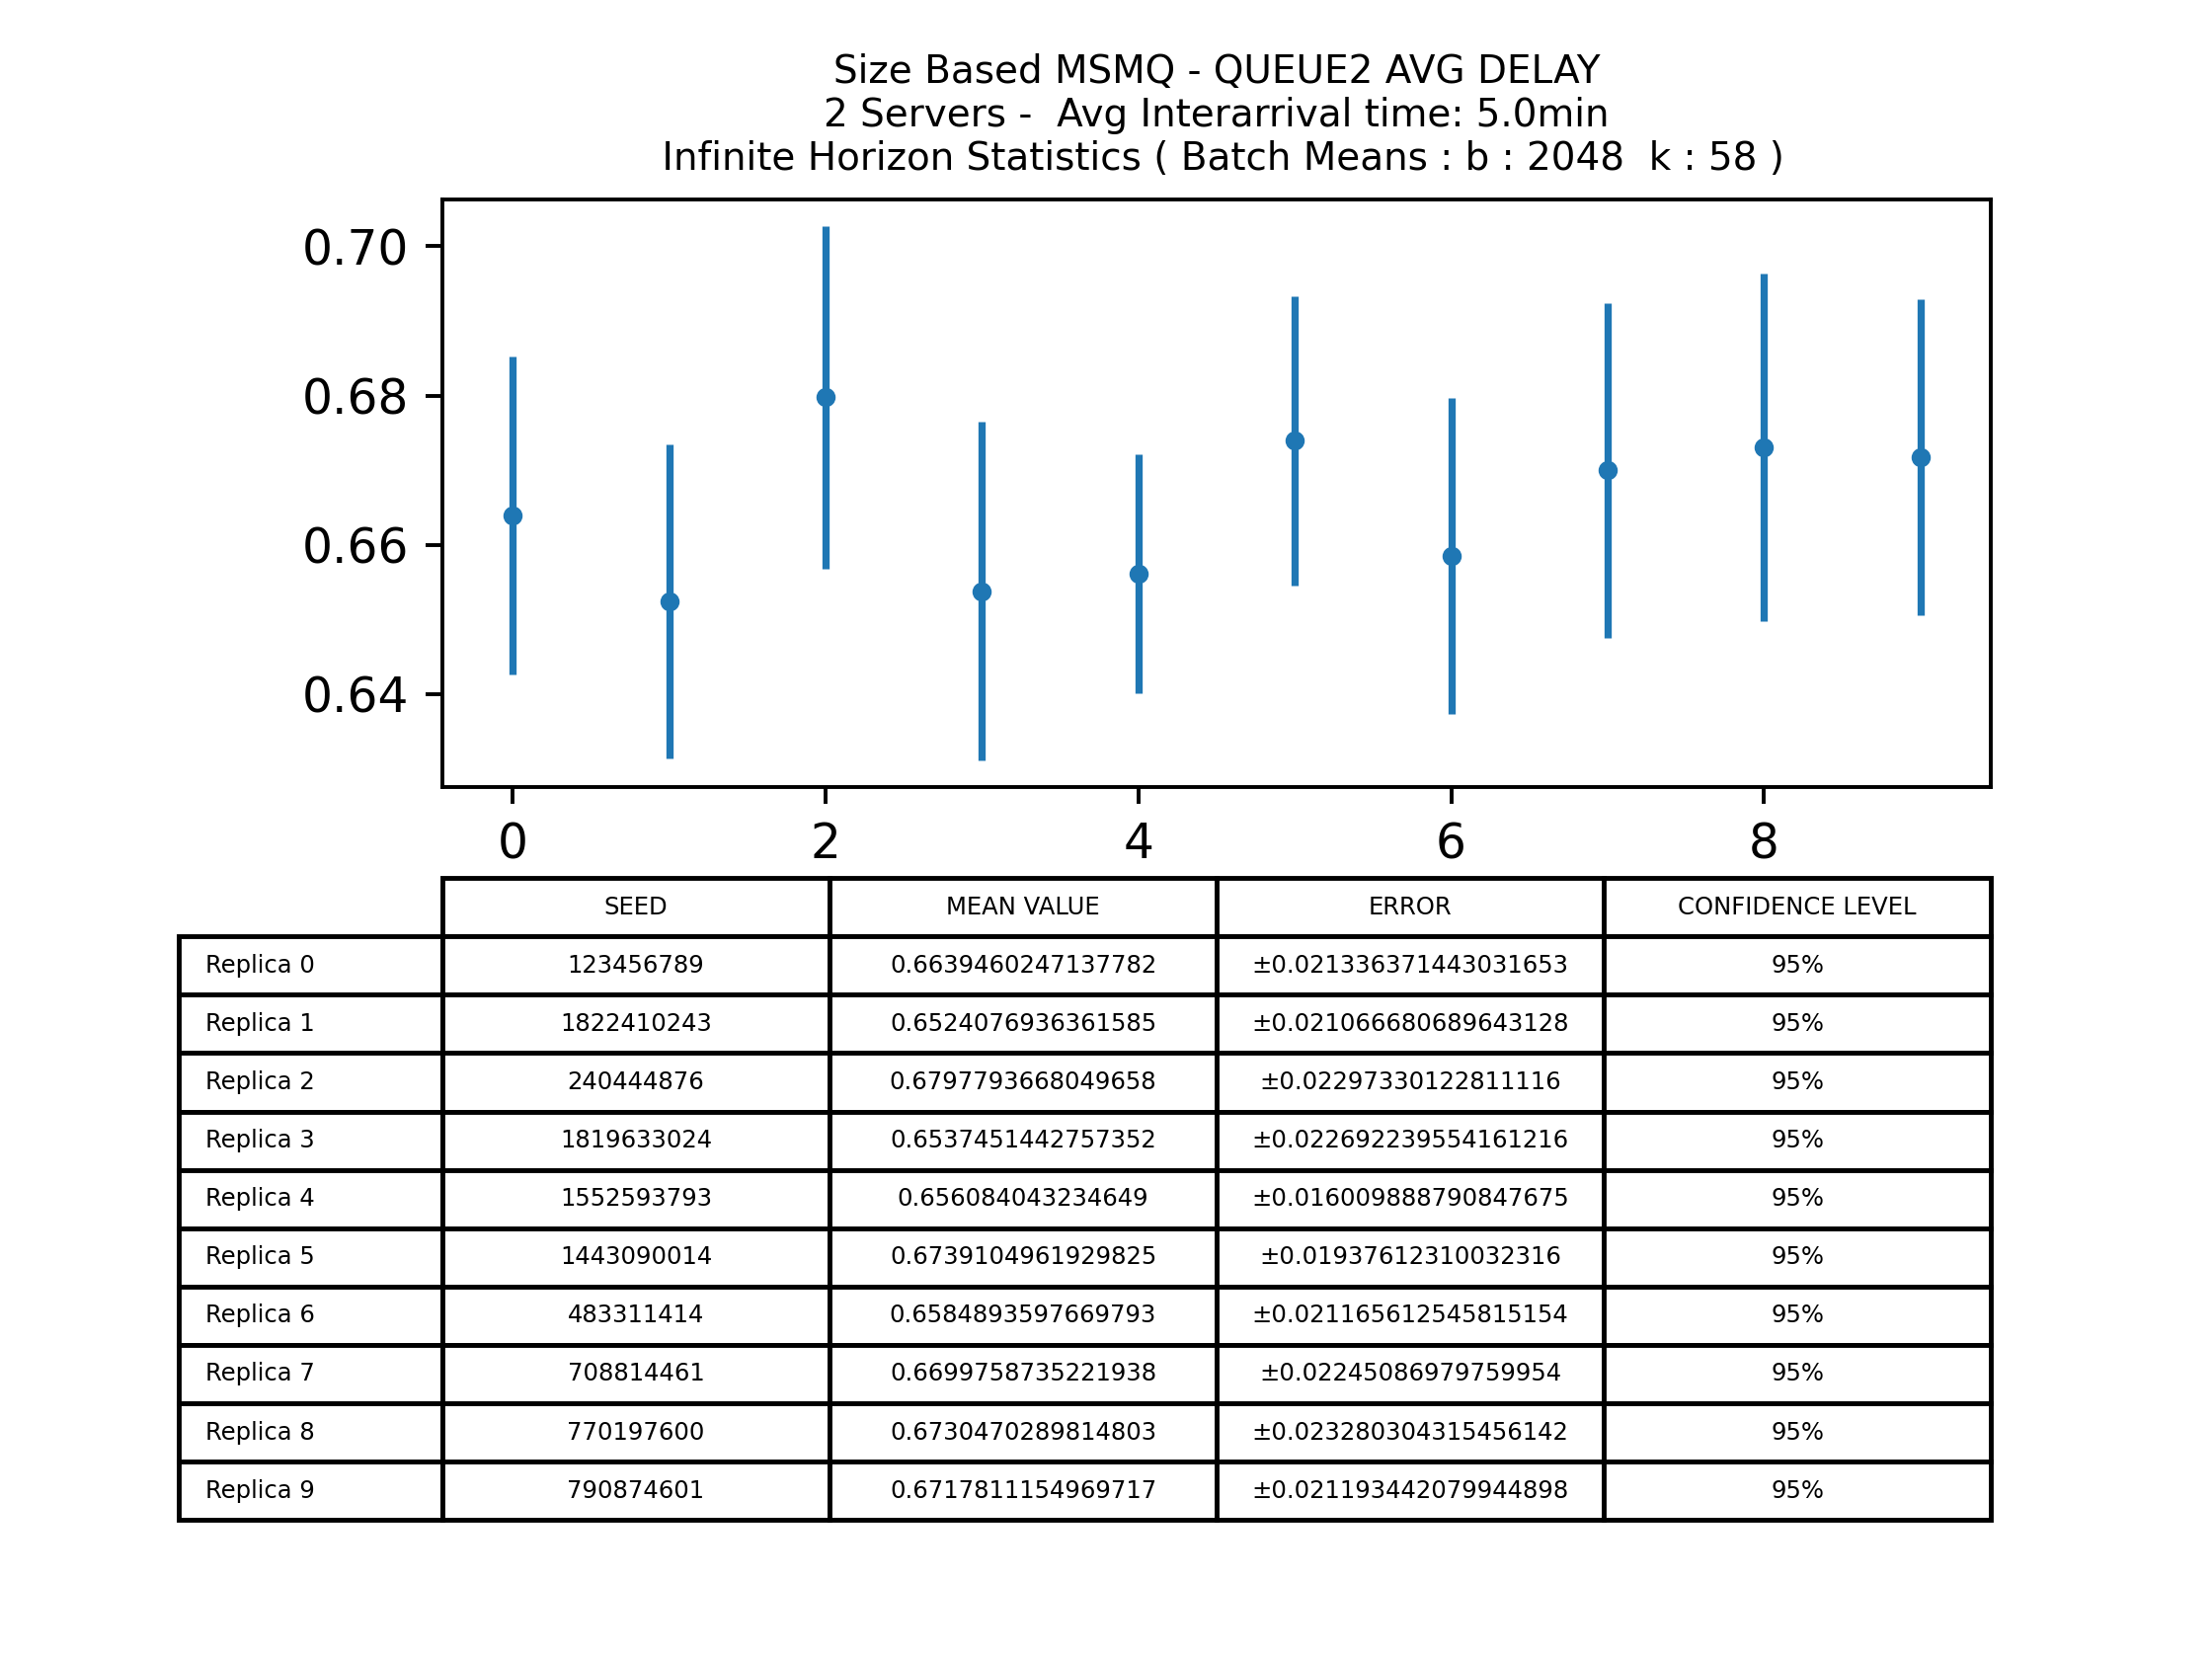 Size Based MSMQ - QUEUE2 AVG DELAY
2 Servers -  Avg Interarrival time: 5.0min
Infinite Horizon Statistics ( Batch Means : b : 2048  k : 58 )
0.70
0.68
0.66
0.64
0 2 4 6 8
SEED MEAN VALUE ERROR CONFIDENCE LEVEL
Replica 0 123456789 0.6639460247137782 ±0.021336371443031653 95%
Replica 1 1822410243 0.6524076936361585 ±0.021066680689643128 95%
Replica 2 240444876 0.6797793668049658 ±0.02297330122811116 95%
Replica 3 1819633024 0.6537451442757352 ±0.022692239554161216 95%
Replica 4 1552593793 0.656084043234649 ±0.016009888790847675 95%
Replica 5 1443090014 0.6739104961929825 ±0.01937612310032316 95%
Replica 6 483311414 0.6584893597669793 ±0.021165612545815154 95%
Replica 7 708814461 0.6699758735221938 ±0.02245086979759954 95%
Replica 8 770197600 0.6730470289814803 ±0.023280304315456142 95%
Replica 9 790874601 0.6717811154969717 ±0.021193442079944898 95%